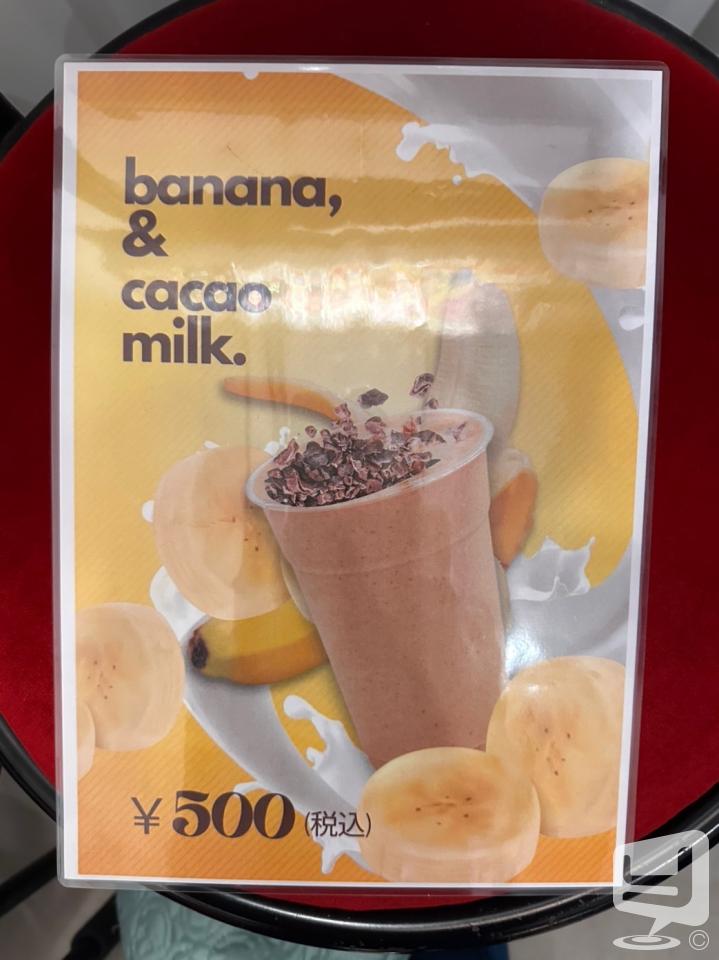 banana,
&
cacao
milk.
¥500(税込)
©